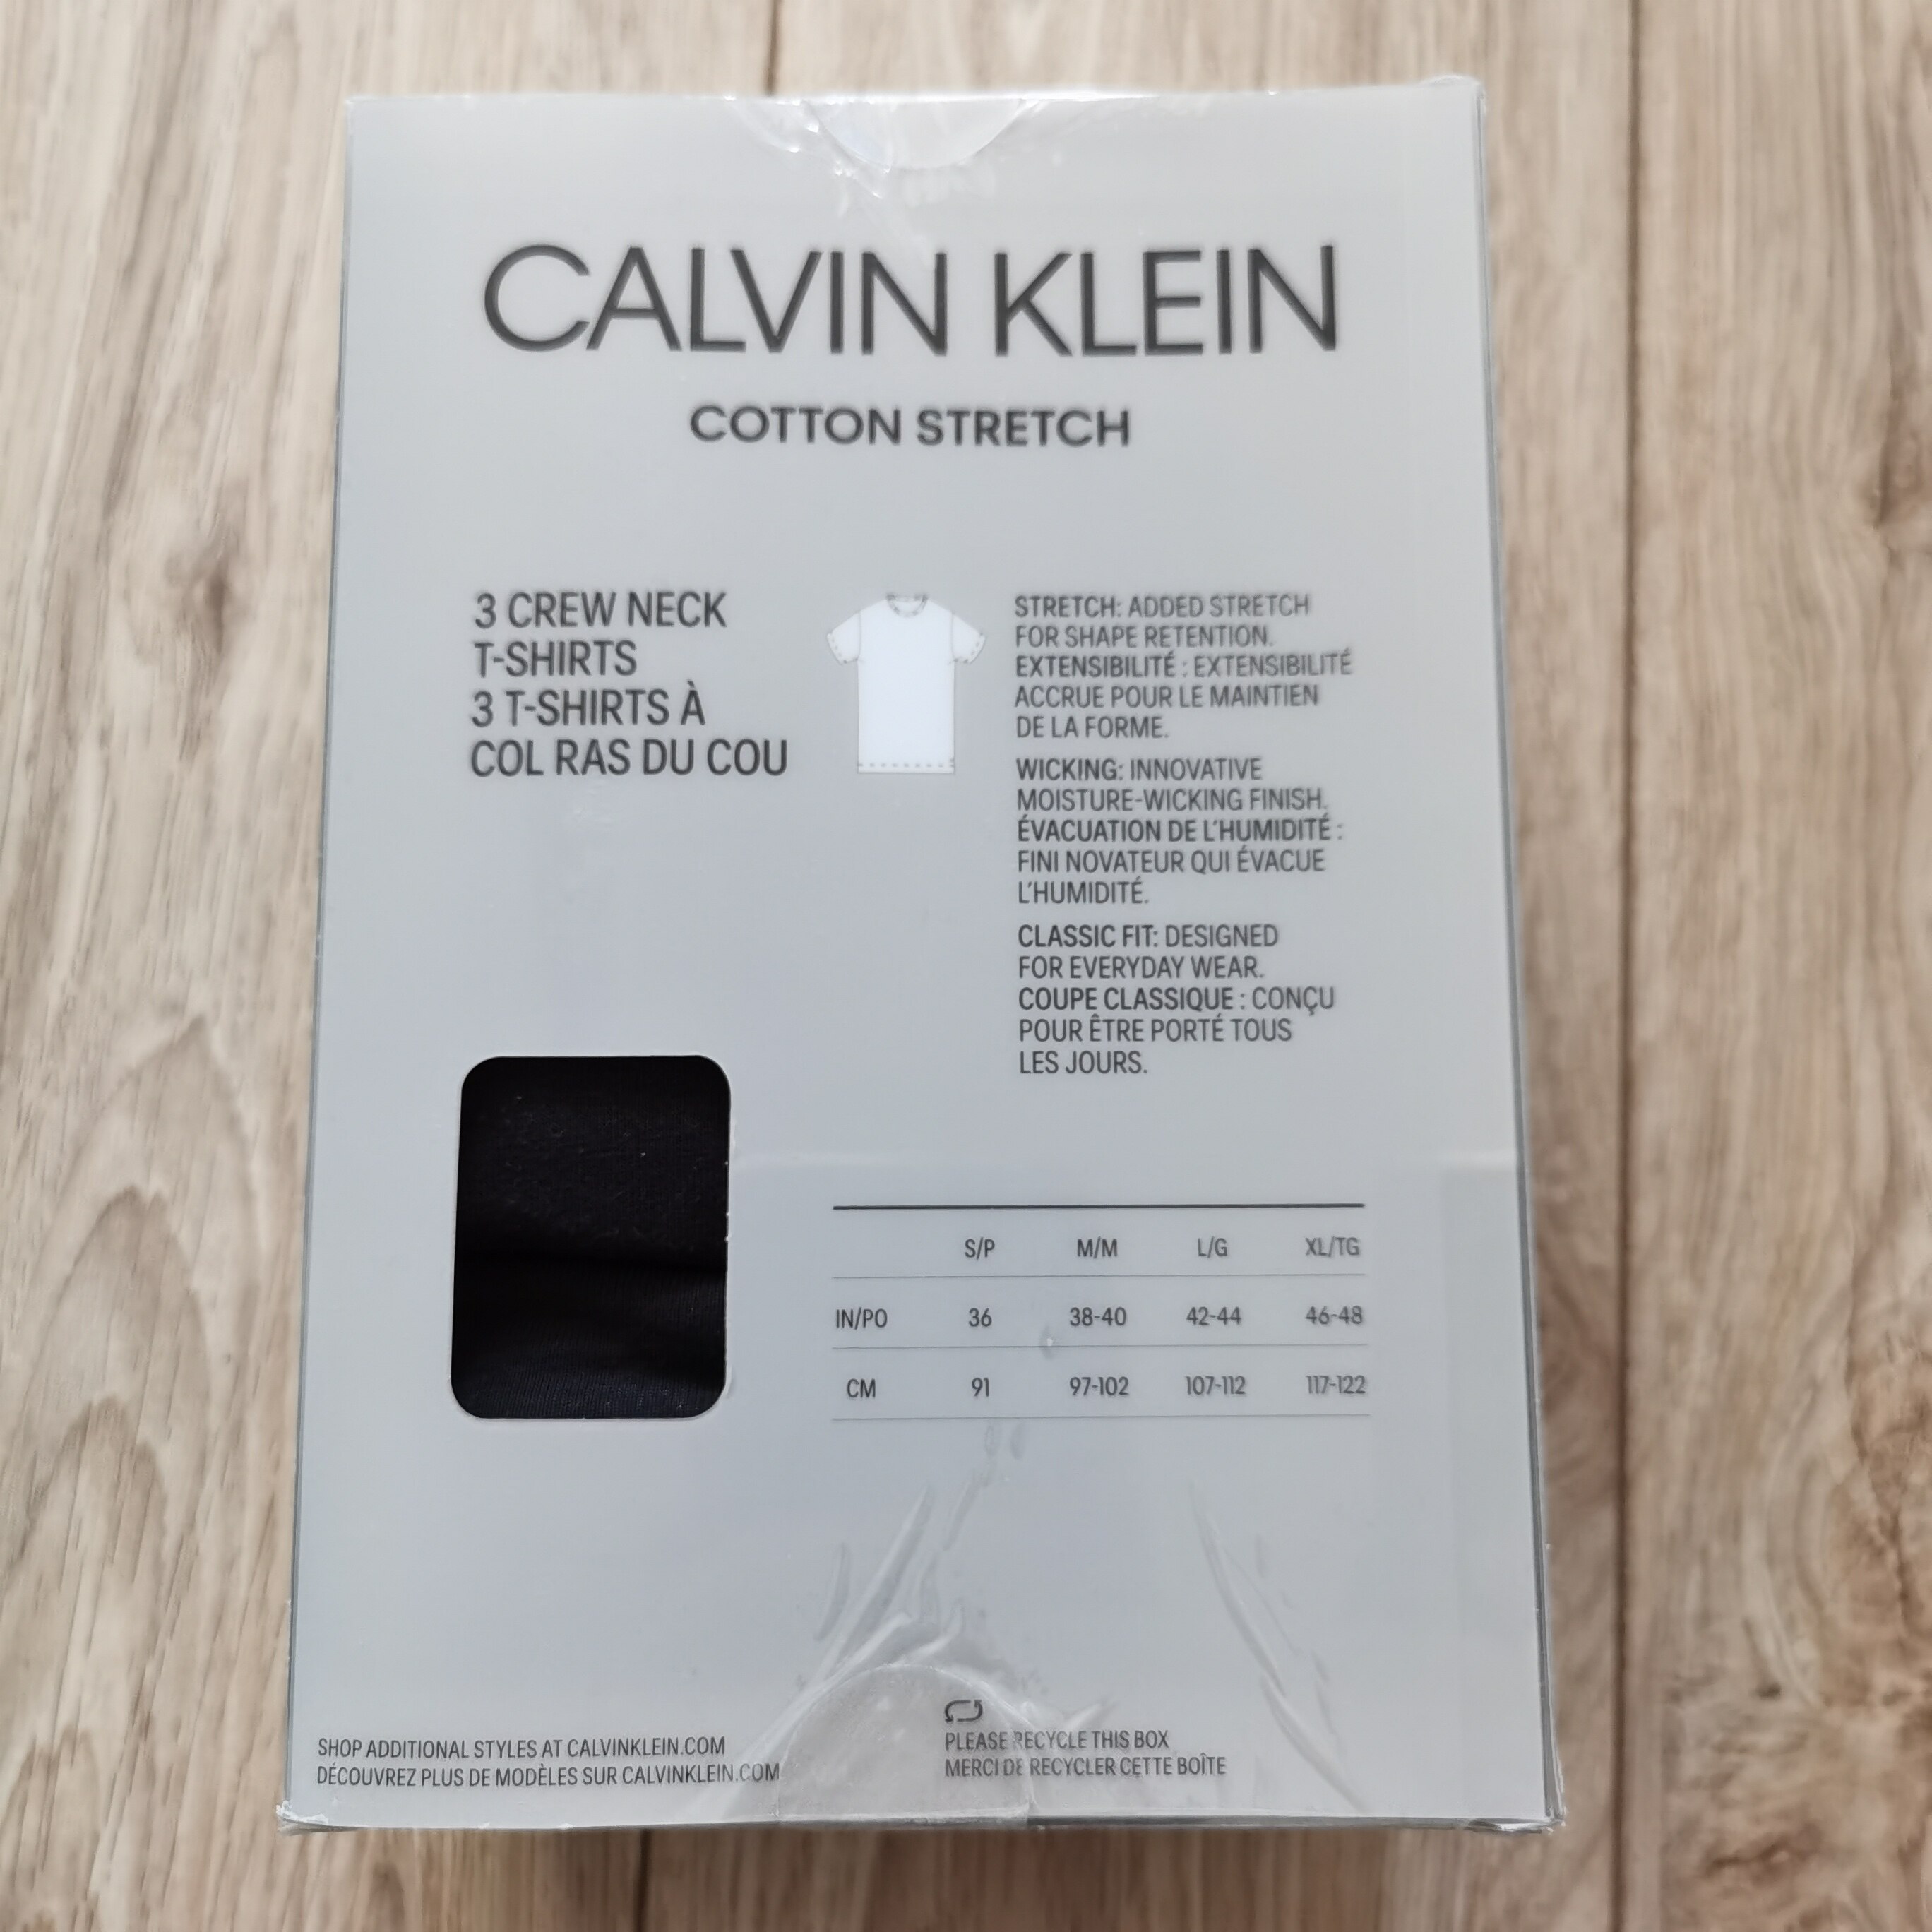 CALVIN KLEIN
COTTON STRETCH
3 CREW NECK
T-SHIRTS
3 T-SHIRTS À
COL RAS DU COU
STRETCH: ADDED STRETCH
FOR SHAPE RETENTION.
EXTENSIBILITÉ : EXTENSIBILITÉ
ACCRUE POUR LE MAINTIEN
DE LA FORME.
WICKING: INNOVATIVE
MOISTURE-WICKING FINISH.
ÉVACUATION DE L'HUMIDITÉ :
FINI NOVATEUR QUI ÉVACUE
L'HUMIDITÉ.
CLASSIC FIT: DESIGNED
FOR EVERYDAY WEAR.
COUPE CLASSIQUE : CONÇU
POUR ÊTRE PORTÉ TOUS
LES JOURS.
S/P M/M L/G XL/TG
IN/PO 36 38-40 42-44 46-48
CM 91 97-102 107-112 117-122
SHOP ADDITIONAL STYLES AT CALVINKLEIN.COM
DÉCOUVREZ PLUS DE MODÈLES SUR CALVINKLEIN.COM
PLEASE RECYCLE THIS BOX
MERCI DE RECYCLER CETTE BOÎTE